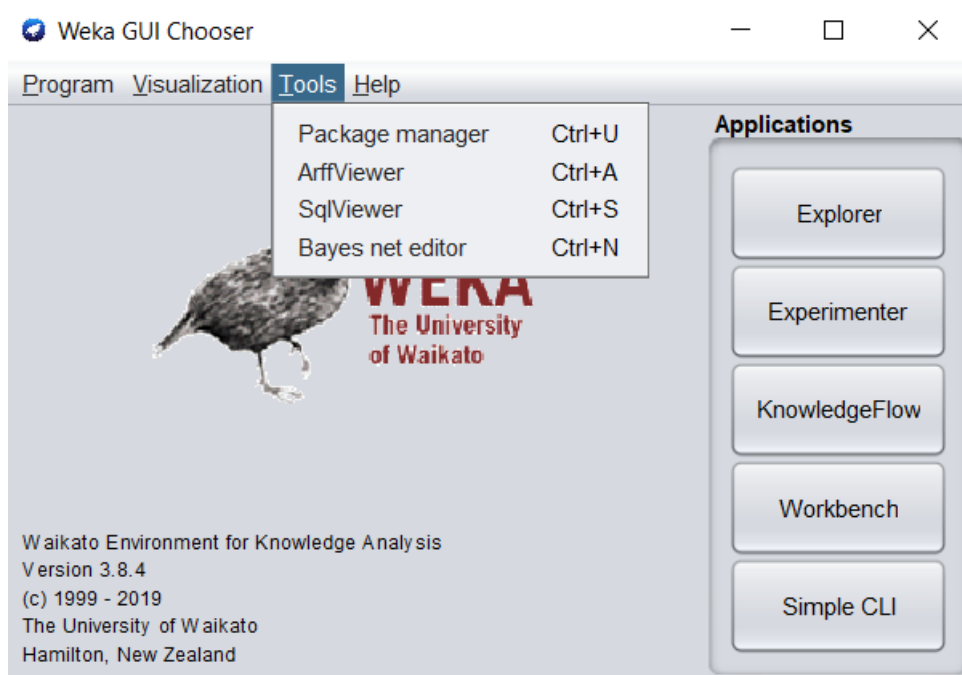 Weka GUI Chooser
Program Visualization Tools Help
Package manager Ctrl+U
ArffViewer Ctrl+A
SqlViewer Ctrl+S
Bayes net editor Ctrl+N
Applications
Explorer
Experimenter
KnowledgeFlow
Workbench
Simple CLI
WEKA
The University
of Waikato
Waikato Environment for Knowledge Analysis
Version 3.8.4
(c) 1999 - 2019
The University of Waikato
Hamilton, New Zealand